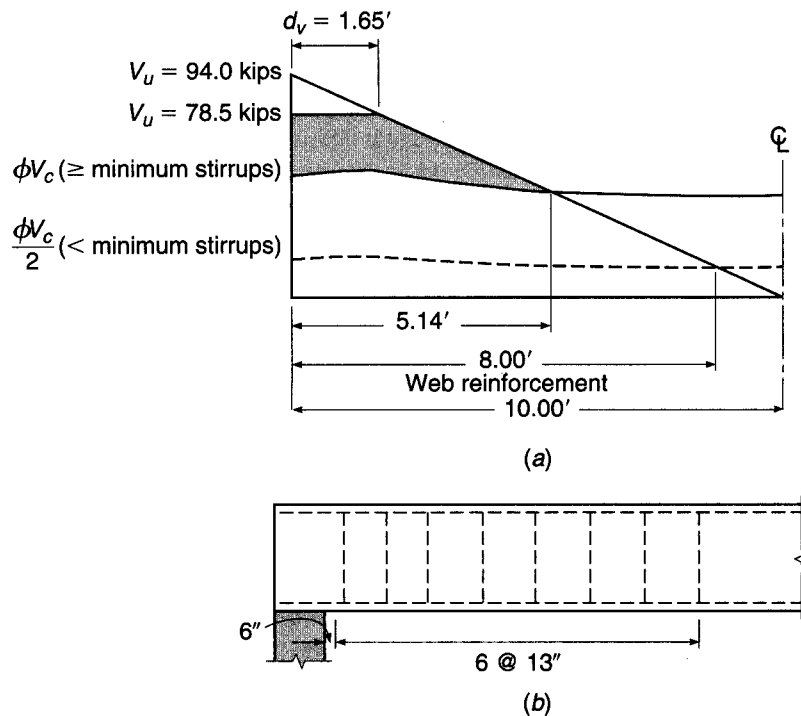 d_v = 1.65′
V_u = 94.0 kips
V_u = 78.5 kips
℄
ϕV_c (≥ minimum stirrups)
ϕV_c/2 (< minimum stirrups)
5.14′
8.00′
Web reinforcement
10.00′
(a)
6″
6 @ 13″
(b)